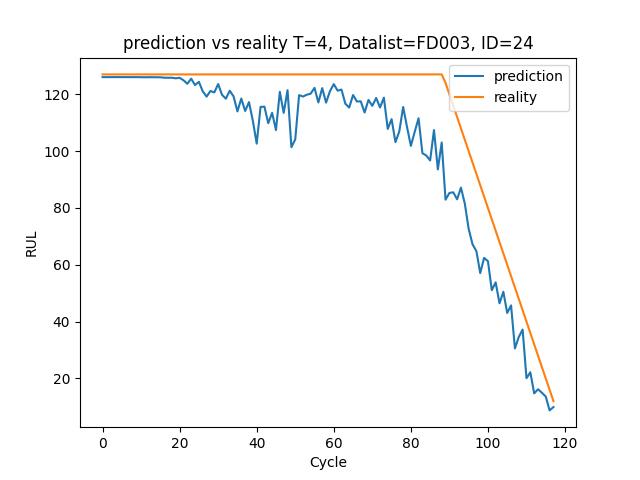 prediction vs reality T=4, Datalist=FD003, ID=24
prediction
reality
RUL
120
100
80
60
40
20
0 20 40 60 80 100 120
Cycle